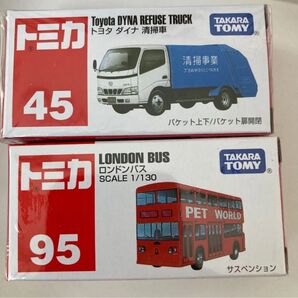 トミカ
45
Toyota DYNA REFUSE TRUCK
トヨタ ダイナ 清掃車
TAKARA
TOMY
清掃事業
バケット上下/バケット扉開閉
トミカ
95
LONDON BUS
ロンドンバス
SCALE 1/130
TAKARA
TOMY
PET WORLD
サスペンション